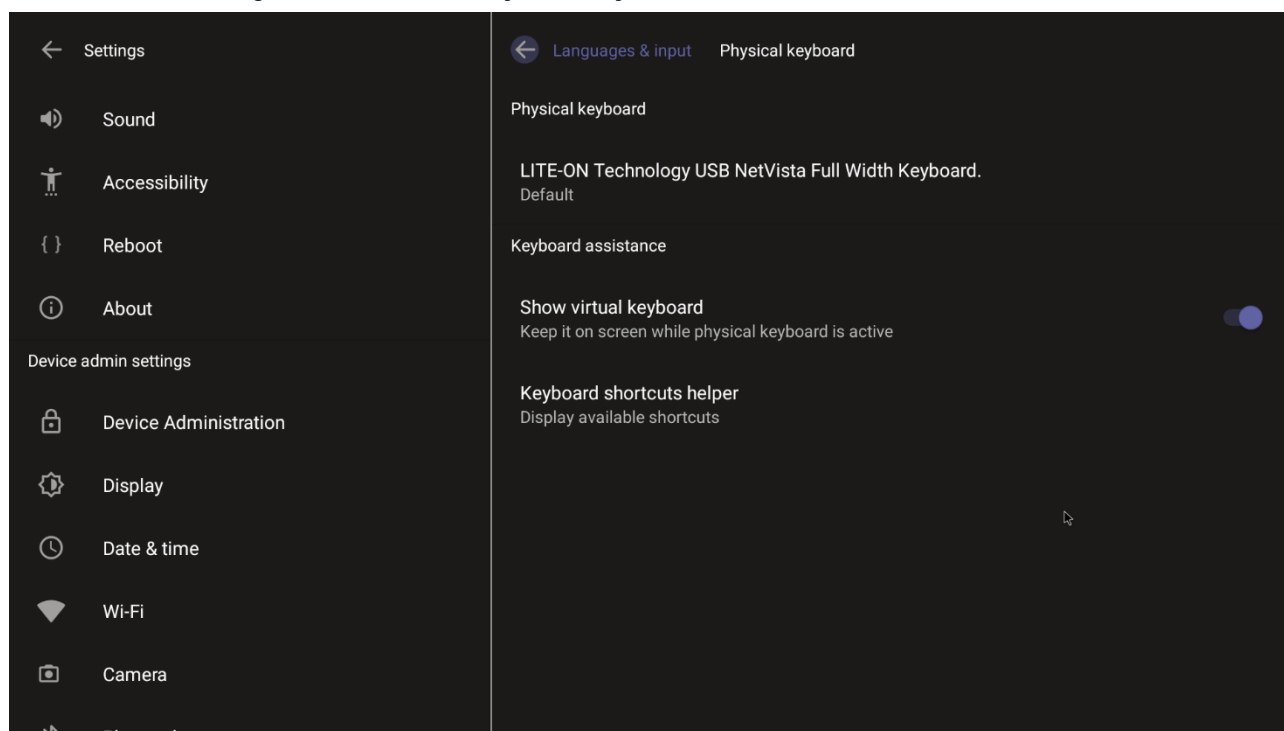 Settings
Sound
Accessibility
{ } Reboot
About
Device admin settings
Device Administration
Display
Date & time
Wi-Fi
Camera
Languages & input Physical keyboard
Physical keyboard
LITE-ON Technology USB NetVista Full Width Keyboard.
Default
Keyboard assistance
Show virtual keyboard
Keep it on screen while physical keyboard is active
Keyboard shortcuts helper
Display available shortcuts